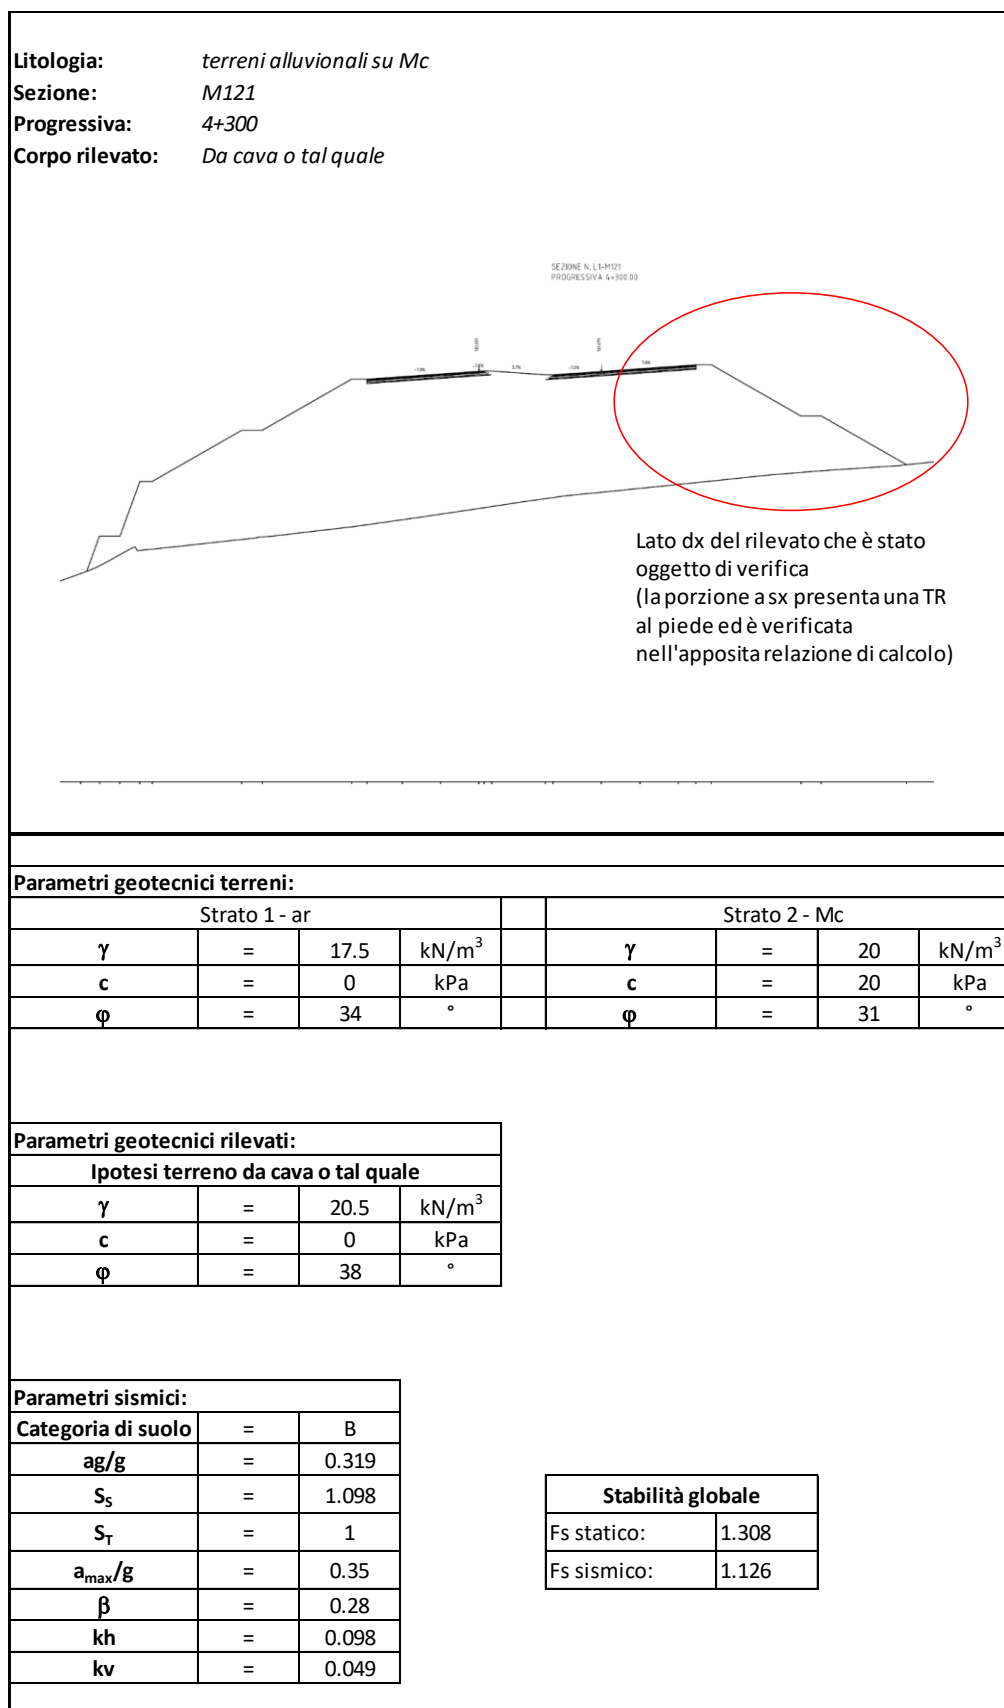 Litologia: terreni alluvionali su Mc
Sezione: M121
Progressiva: 4+300
Corpo rilevato: Da cava o tal quale
SEZIONE N. L1-M121
PROGRESSIVA 4+300.00
Lato dx del rilevato che è stato
oggetto di verifica
(la porzione a sx presenta una TR
al piede ed è verificata
nell'apposita relazione di calcolo)
Parametri geotecnici terreni:
Strato 1 - ar Strato 2 - Mc
γ = 17.5 kN/m³ γ = 20 kN/m³
c = 0 kPa c = 20 kPa
φ = 34 ° φ = 31 °
Parametri geotecnici rilevati:
Ipotesi terreno da cava o tal quale
γ = 20.5 kN/m³
c = 0 kPa
φ = 38 °
Parametri sismici:
Categoria di suolo = B
ag/g = 0.319
S_S = 1.098 Stabilità globale
S_T = 1 Fs statico: 1.308
a_max/g = 0.35 Fs sismico: 1.126
β = 0.28
kh = 0.098
kv = 0.049